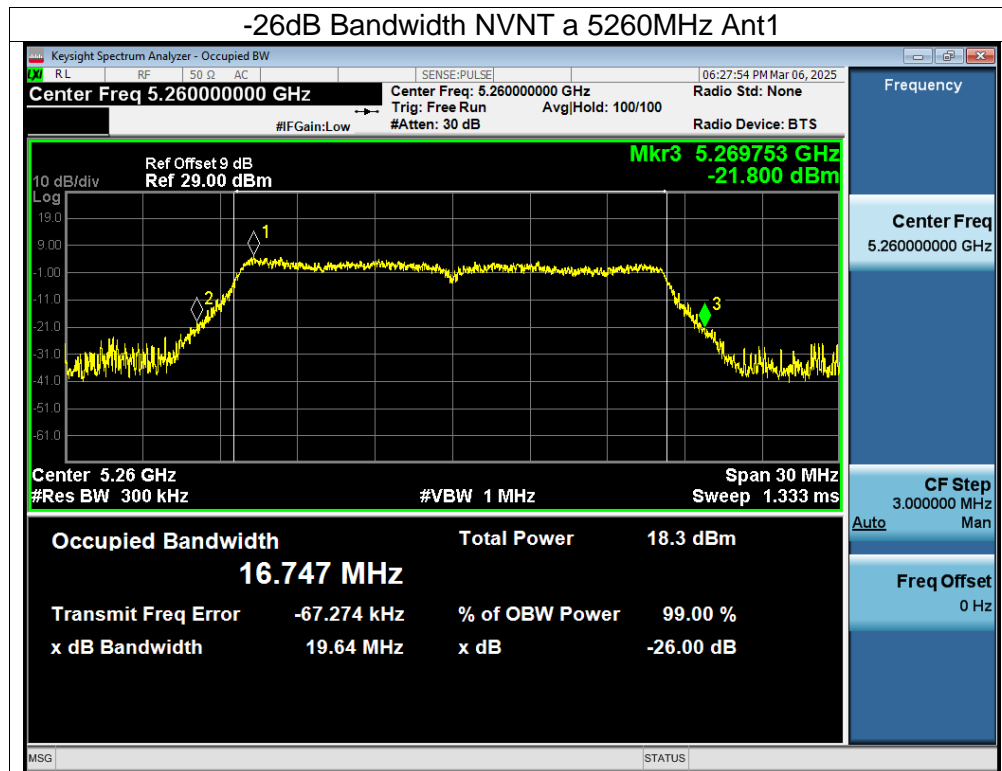 -26dB Bandwidth NVNT a 5260MHz Ant1
Keysight Spectrum Analyzer - Occupied BW
LXI RL RF 50 Ω AC SENSE:PULSE 06:27:54 PM Mar 06, 2025
Center Freq 5.260000000 GHz
Center Freq: 5.260000000 GHz
Radio Std: None
Trig: Free Run Avg|Hold: 100/100
#IFGain:Low
#Atten: 30 dB
Radio Device: BTS
Frequency
Mkr3 5.269753 GHz
-21.800 dBm
Ref Offset 9 dB
10 dB/div Ref 29.00 dBm
Log
19.0
9.00
-1.00
-11.0
-21.0
-31.0
-41.0
-51.0
-61.0
1
2
3
Center 5.26 GHz Span 30 MHz
#Res BW 300 kHz #VBW 1 MHz Sweep 1.333 ms
Occupied Bandwidth Total Power 18.3 dBm
16.747 MHz
Transmit Freq Error -67.274 kHz % of OBW Power 99.00 %
x dB Bandwidth 19.64 MHz x dB -26.00 dB
Center Freq
5.260000000 GHz
CF Step
3.000000 MHz
Auto Man
Freq Offset
0 Hz
MSG STATUS